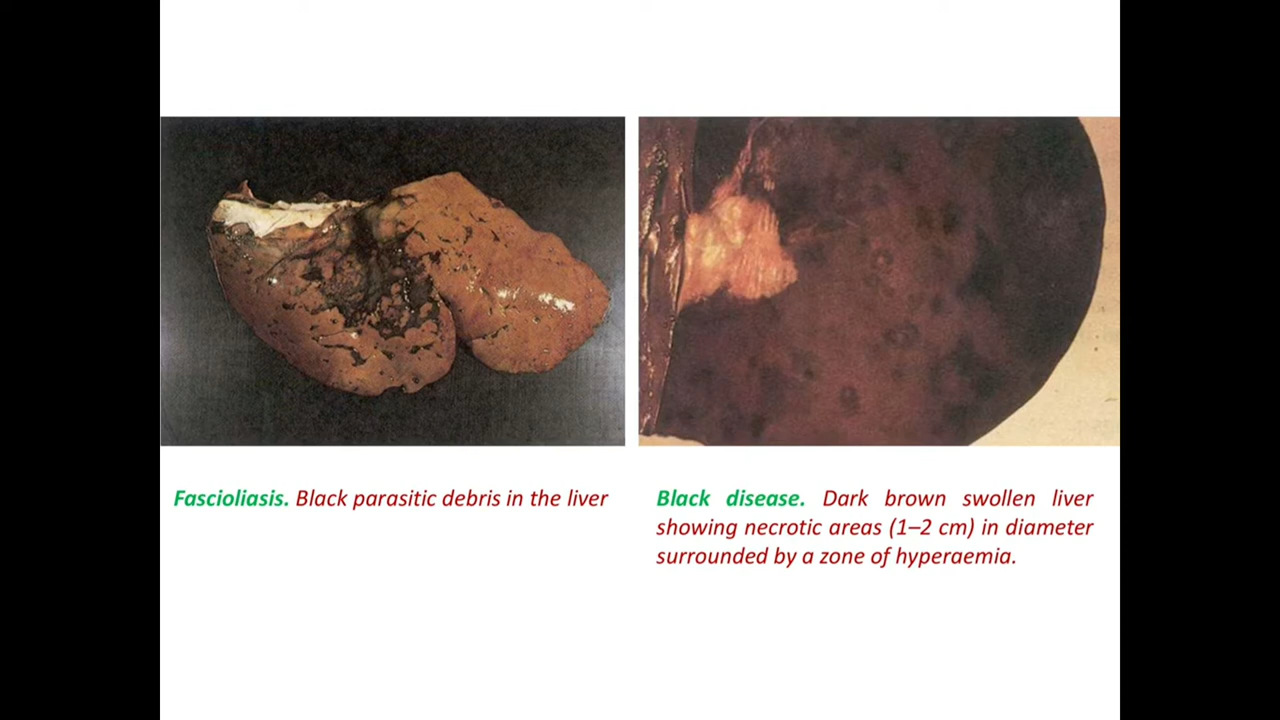 Fascioliasis. Black parasitic debris in the liver
Black disease. Dark brown swollen liver
showing necrotic areas (1–2 cm) in diameter
surrounded by a zone of hyperaemia.